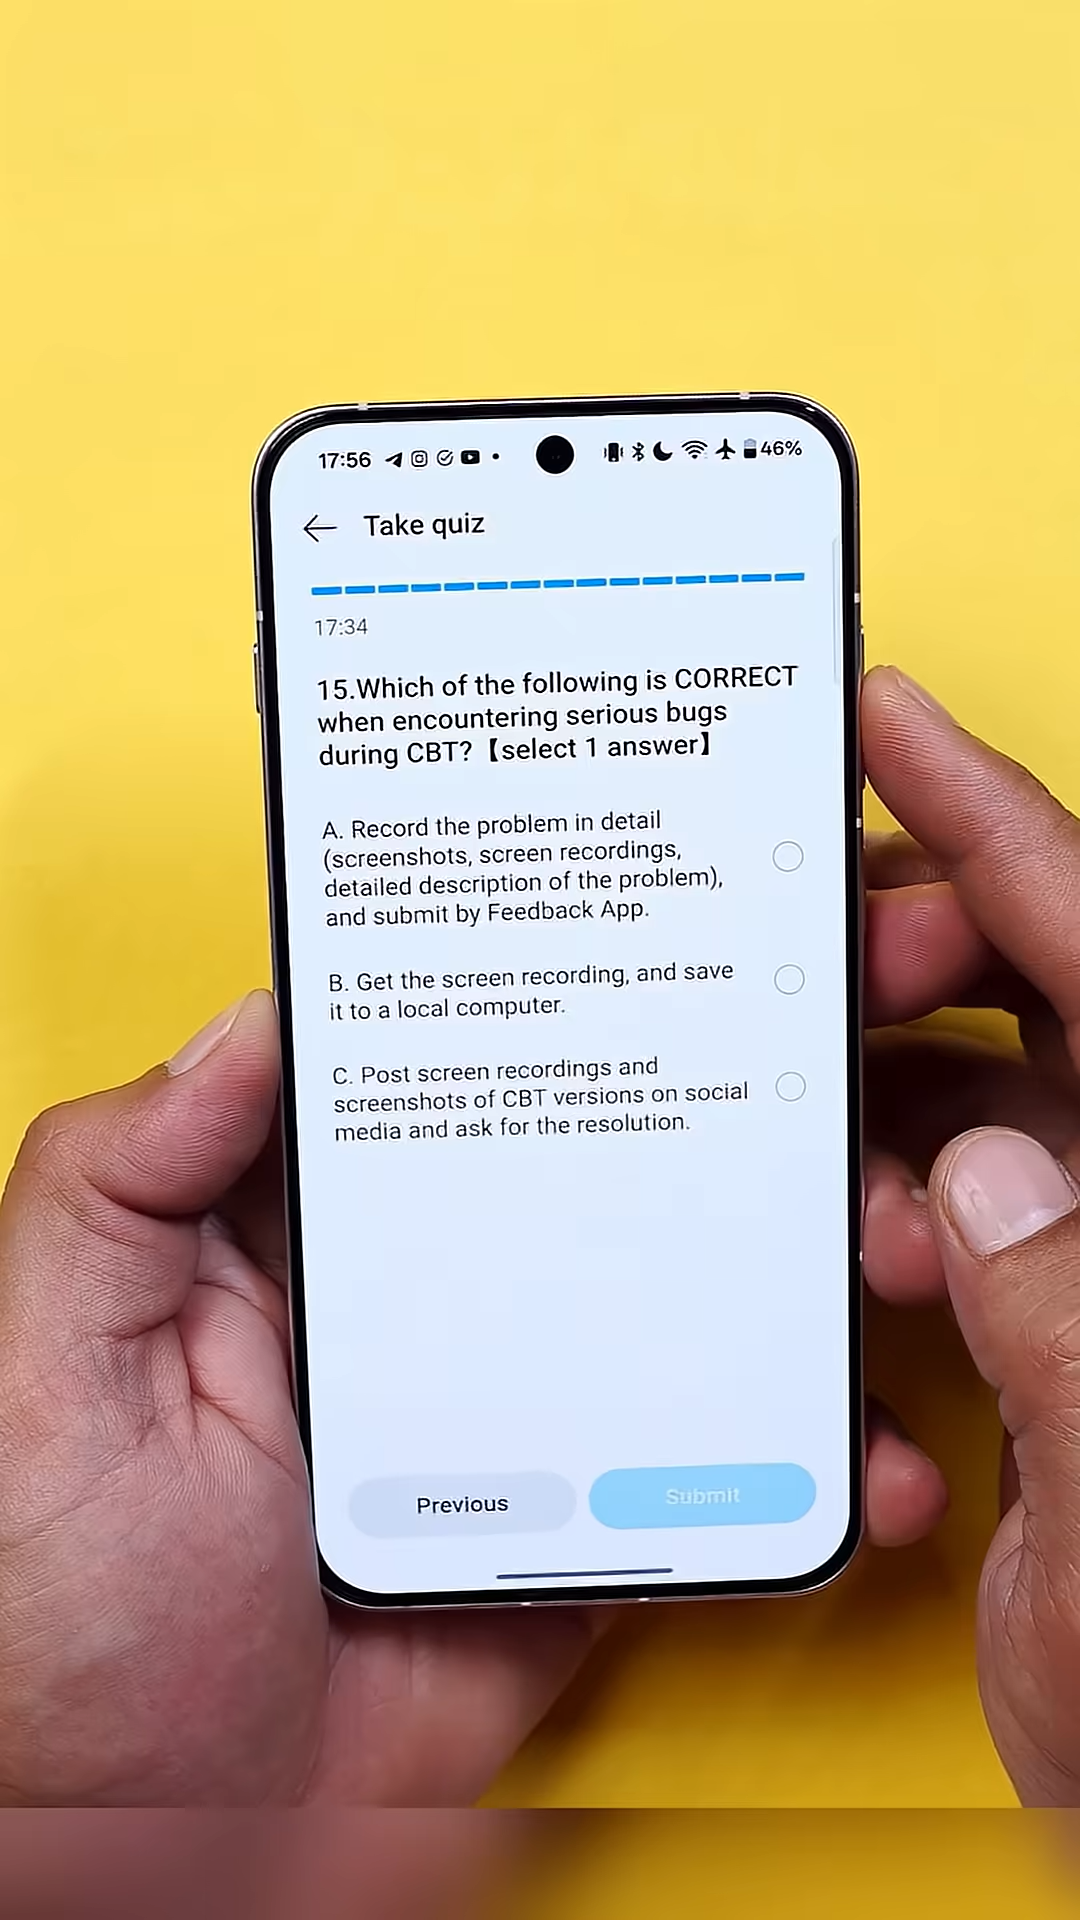 17:56 46%
Take quiz
17:34
15.Which of the following is CORRECT
when encountering serious bugs
during CBT?【select 1 answer】
A. Record the problem in detail
(screenshots, screen recordings,
detailed description of the problem),
and submit by Feedback App.
B. Get the screen recording, and save
it to a local computer.
C. Post screen recordings and
screenshots of CBT versions on social
media and ask for the resolution.
Previous Submit